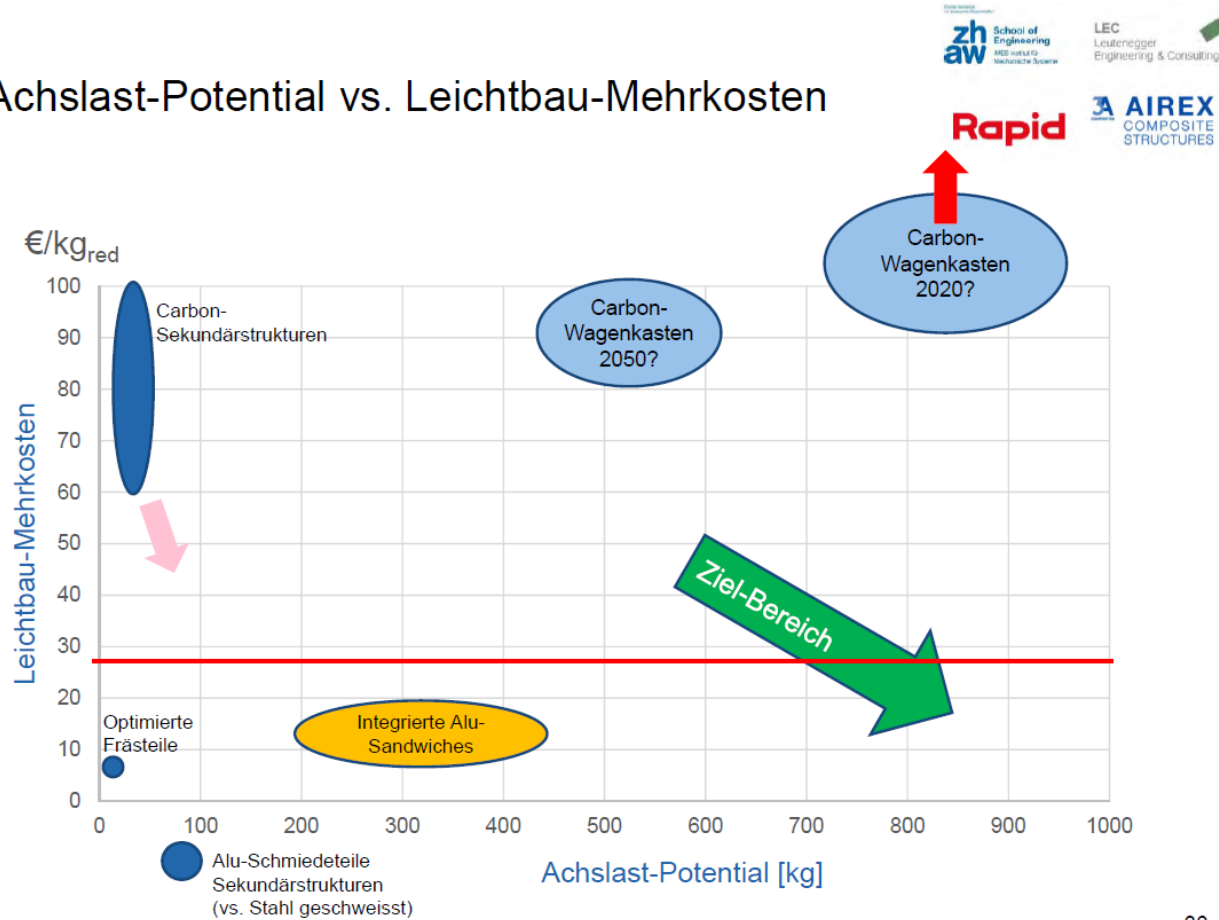 zh
aw
School of
Engineering
LEC
Leutenegger
Engineering & Consulting
Achslast-Potential vs. Leichtbau-Mehrkosten
Rapid
3A AIREX
COMPOSITE
STRUCTURES
€/kgred
Carbon-
Wagenkasten
2020?
Carbon-
Wagenkasten
2050?
Carbon-
Sekundärstrukturen
100
90
80
70
60
50
40
30
20
10
0
Leichtbau-Mehrkosten
Ziel-Bereich
Optimierte
Frästeile
Integrierte Alu-
Sandwiches
0 100 200 300 400 500 600 700 800 900 1000
Alu-Schmiedeteile
Sekundärstrukturen
(vs. Stahl geschweisst)
Achslast-Potential [kg]